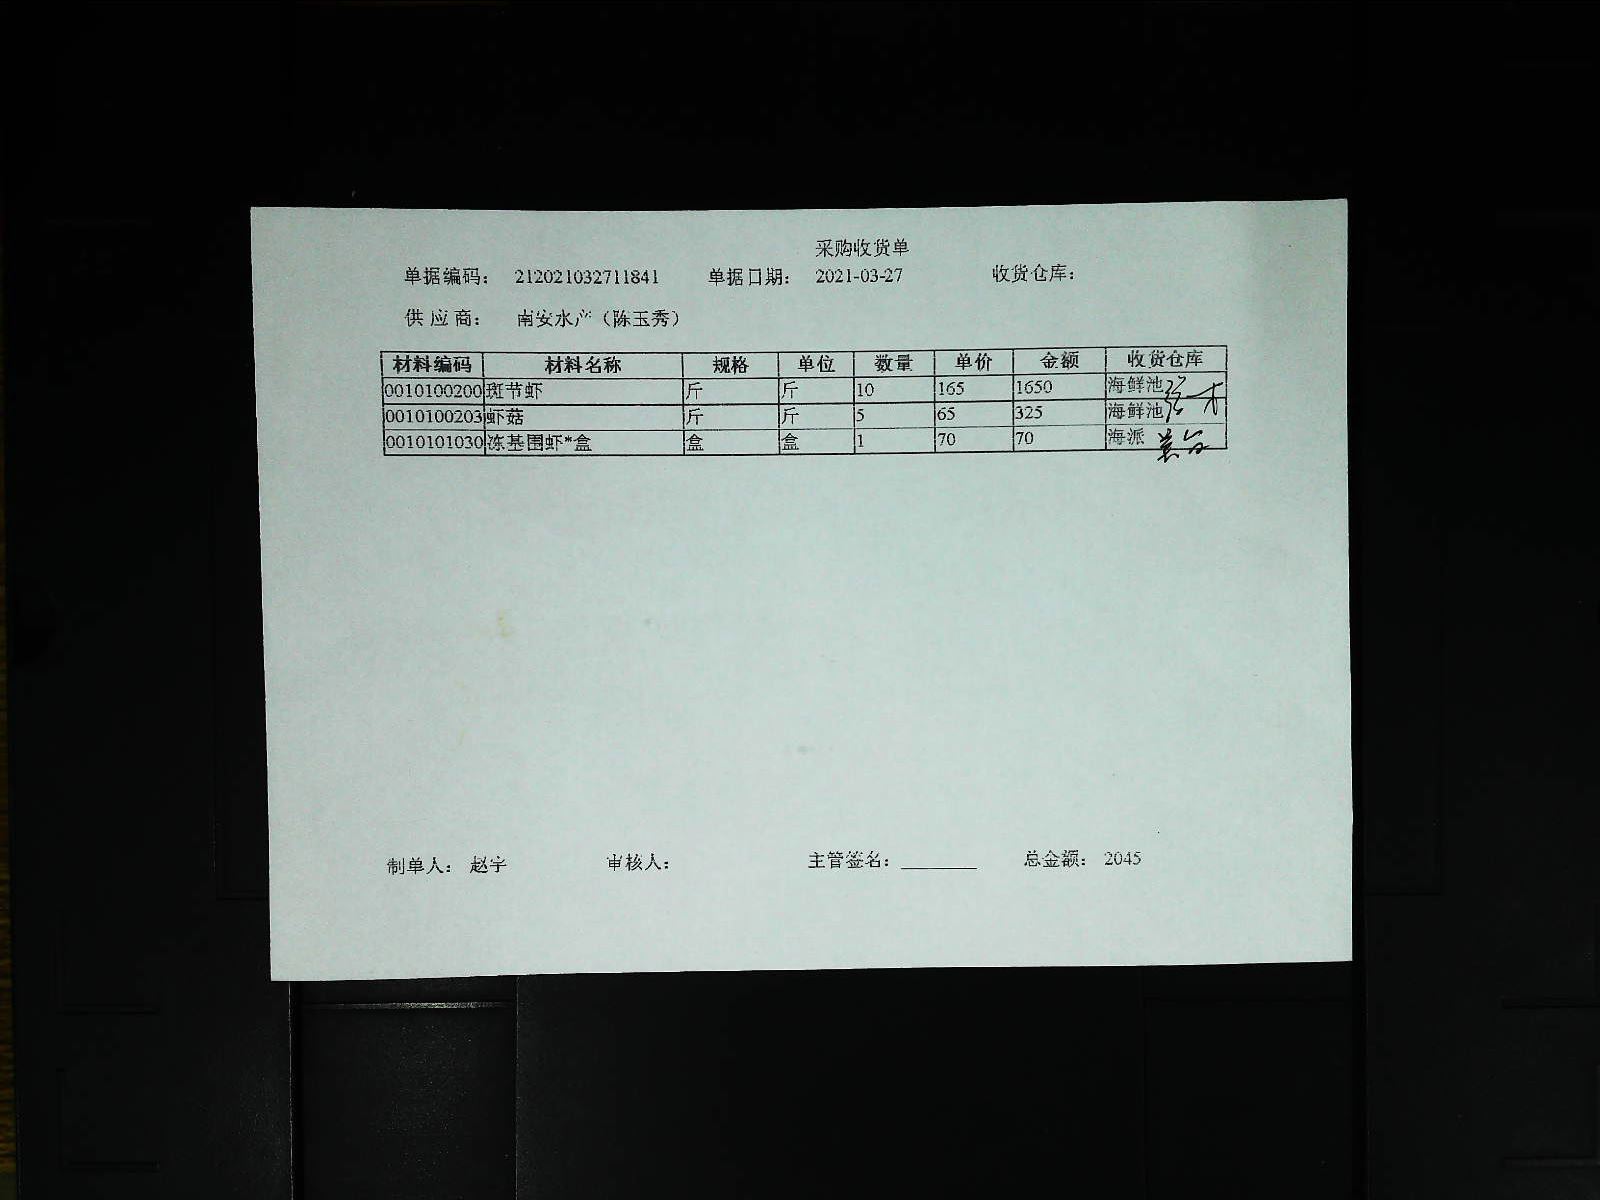 采购收货单
单据编码： 212021032711841 单据日期： 2021-03-27 收货仓库：
供 应 商： 南安水产（陈玉秀）
材料编码 材料名称 规格 单位 数量 单价 金额 收货仓库
0010100200 斑节虾 斤 斤 10 165 1650 海鲜池
0010100203 虾菇 斤 斤 5 65 325 海鲜池
0010101030 冻基围虾*盒 盒 盒 1 70 70 海派
制单人： 赵宇 审核人： 主管签名：________ 总金额： 2045